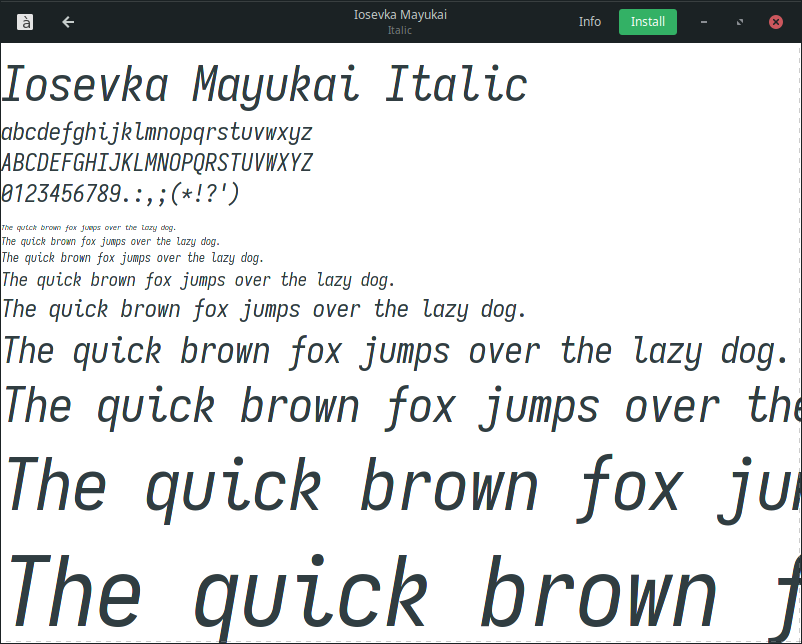 à
Iosevka Mayukai
Italic
Info
Install
Iosevka Mayukai Italic
abcdefghijklmnopqrstuvwxyz
ABCDEFGHIJKLMNOPQRSTUVWXYZ
0123456789.:,;(*!?')
The quick brown fox jumps over the lazy dog.
The quick brown fox jumps over the lazy dog.
The quick brown fox jumps over the lazy dog.
The quick brown fox jumps over the lazy dog.
The quick brown fox jumps over the lazy dog.
The quick brown fox jumps over the lazy dog.
The quick brown fox jumps over the
The quick brown fox jum
The quick brown f